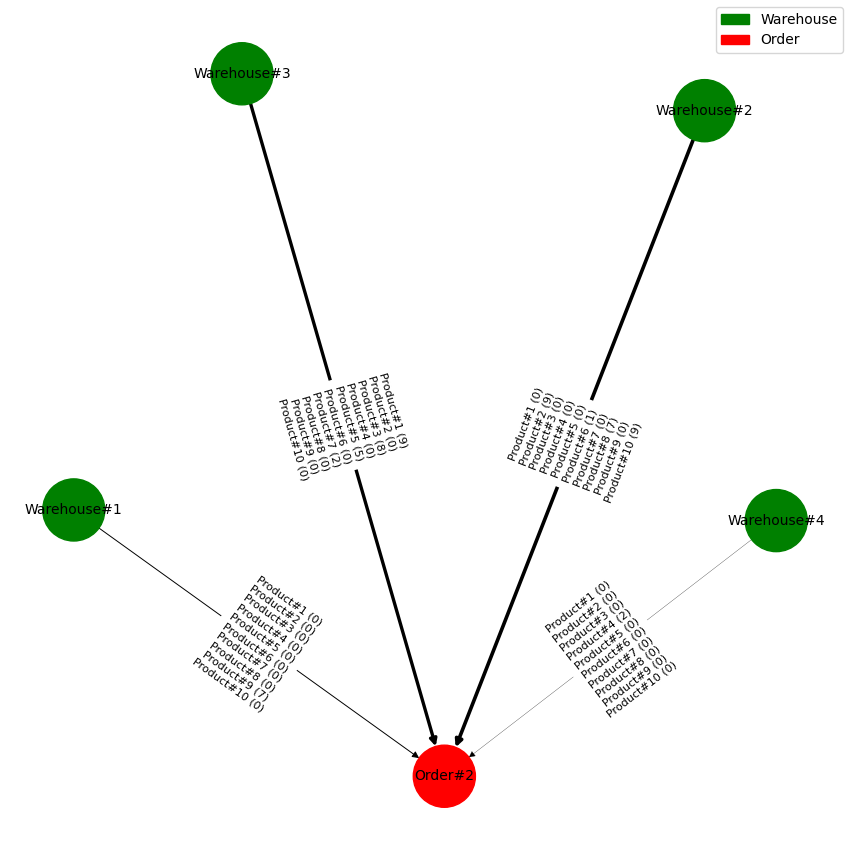 Warehouse
Order
Warehouse#3
Warehouse#2
Product#1 (9)
Product#2 (0)
Product#3 (8)
Product#4 (0)
Product#5 (5)
Product#6 (0)
Product#7 (2)
Product#8 (0)
Product#9 (0)
Product#10 (0)
Product#1 (0)
Product#2 (9)
Product#3 (0)
Product#4 (0)
Product#5 (0)
Product#6 (1)
Product#7 (0)
Product#8 (7)
Product#9 (0)
Product#10 (9)
Warehouse#1
Warehouse#4
Product#1 (0)
Product#2 (0)
Product#3 (0)
Product#4 (0)
Product#5 (0)
Product#6 (0)
Product#7 (0)
Product#8 (0)
Product#9 (7)
Product#10 (0)
Product#1 (0)
Product#2 (0)
Product#3 (0)
Product#4 (2)
Product#5 (0)
Product#6 (0)
Product#7 (0)
Product#8 (0)
Product#9 (0)
Product#10 (0)
Order#2